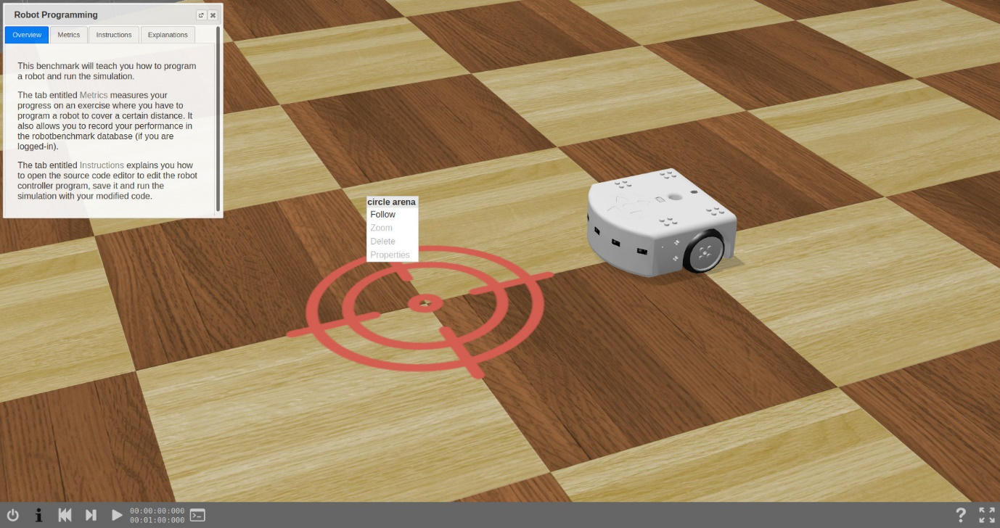 Robot Programming
Overview
Metrics
Instructions
Explanations
This benchmark will teach you how to program
a robot and run the simulation.
The tab entitled Metrics measures your
progress on an exercise where you have to
program a robot to cover a certain distance. It
also allows you to record your performance in
the robotbenchmark database (if you are
logged-in).
The tab entitled Instructions explains you how
to open the source code editor to edit the robot
controller program, save it and run the
simulation with your modified code.
circle arena
Follow
Zoom
Delete
Properties
00:00:00:000
00:01:00:000